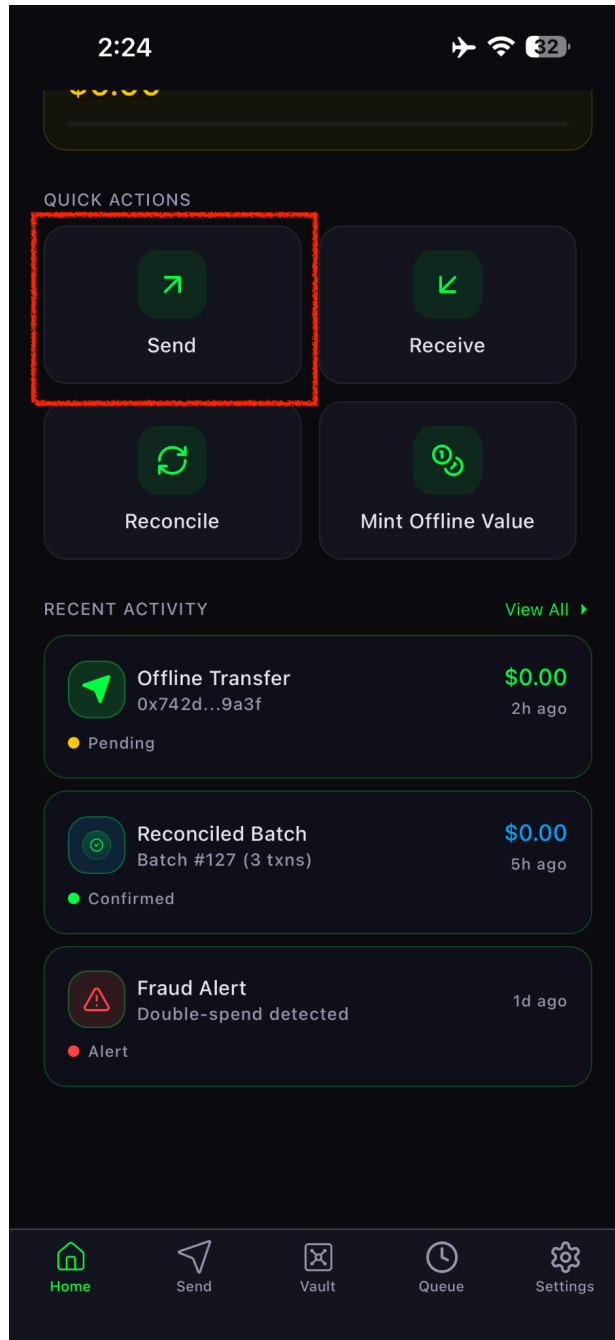 2:24
32
$0.00
QUICK ACTIONS
Send
Receive
Reconcile
Mint Offline Value
RECENT ACTIVITY
View All
Offline Transfer
$0.00
0x742d...9a3f
2h ago
Pending
Reconciled Batch
$0.00
Batch #127 (3 txns)
5h ago
Confirmed
Fraud Alert
Double-spend detected
1d ago
Alert
Home
Send
Vault
Queue
Settings